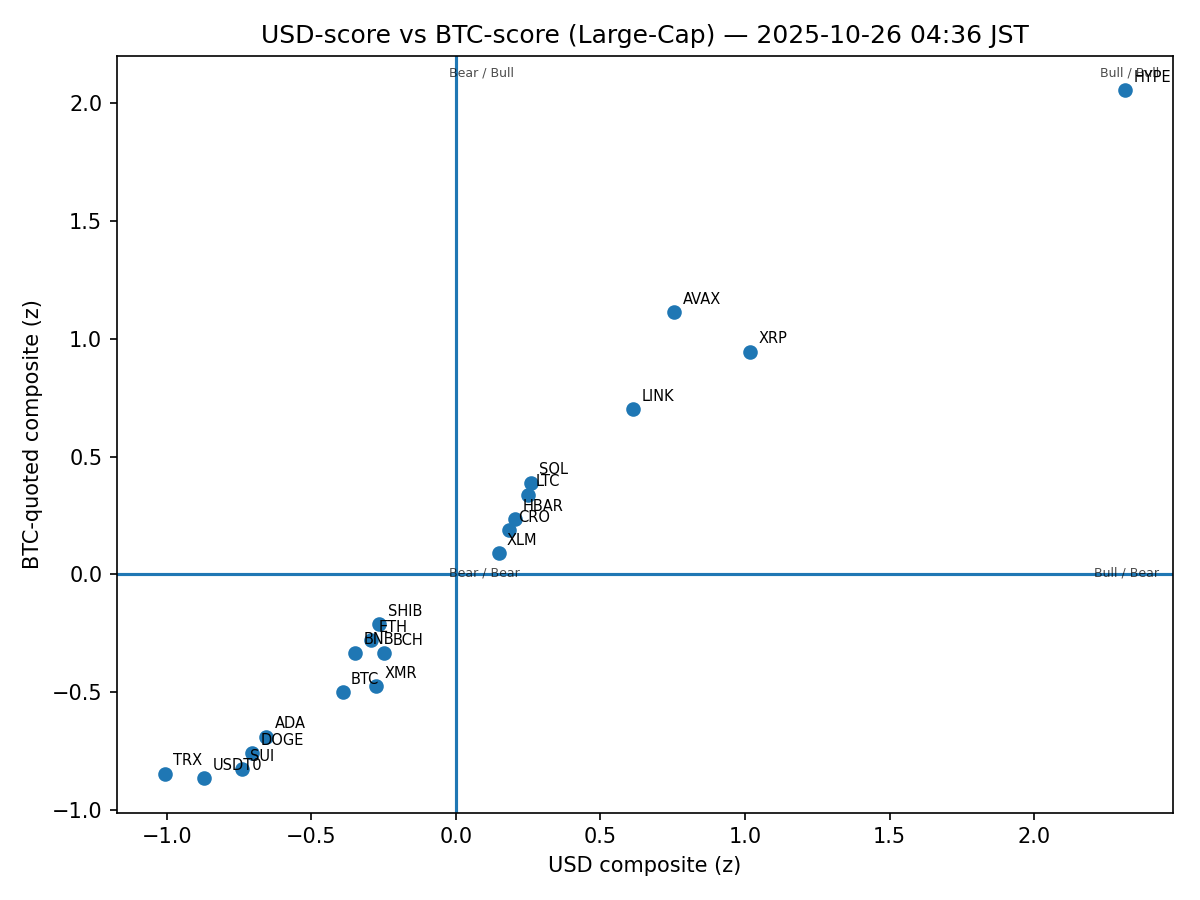 USD-score vs BTC-score (Large-Cap) — 2025-10-26 04:36 JST
Bear / Bull
Bull / Bull
HYPE
2.0
1.5
AVAX
XRP
1.0
LINK
SOL
0.5
LTC
HBAR
CRO
XLM
0.0
Bear / Bear
Bull / Bear
SHIB
ETH
BNB
BCH
XMR
BTC
−0.5
ADA
DOGE
SUI
TRX
USDT0
−1.0
−1.0
−0.5
0.0
0.5
1.0
1.5
2.0
USD composite (z)
BTC-quoted composite (z)